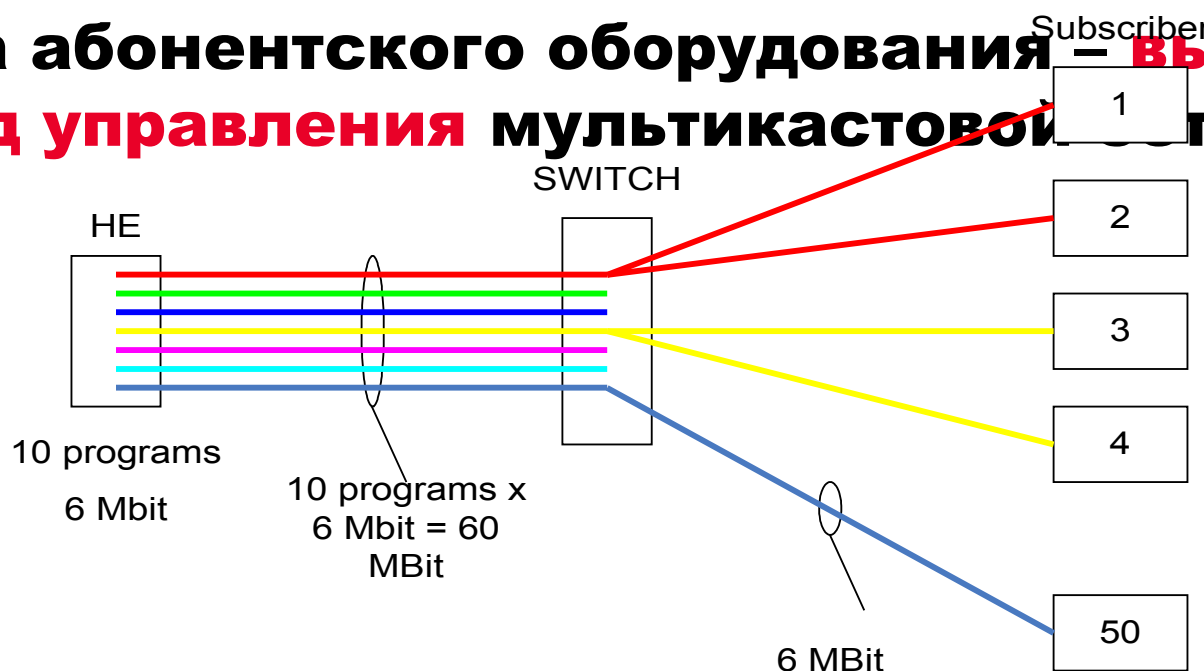 Subscriber
а абонентского оборудования – вы
д управления мультикастовой
1
SWITCH
2
HE
3
4
10 programs
6 Mbit
10 programs x
6 Mbit = 60
MBit
50
6 MBit